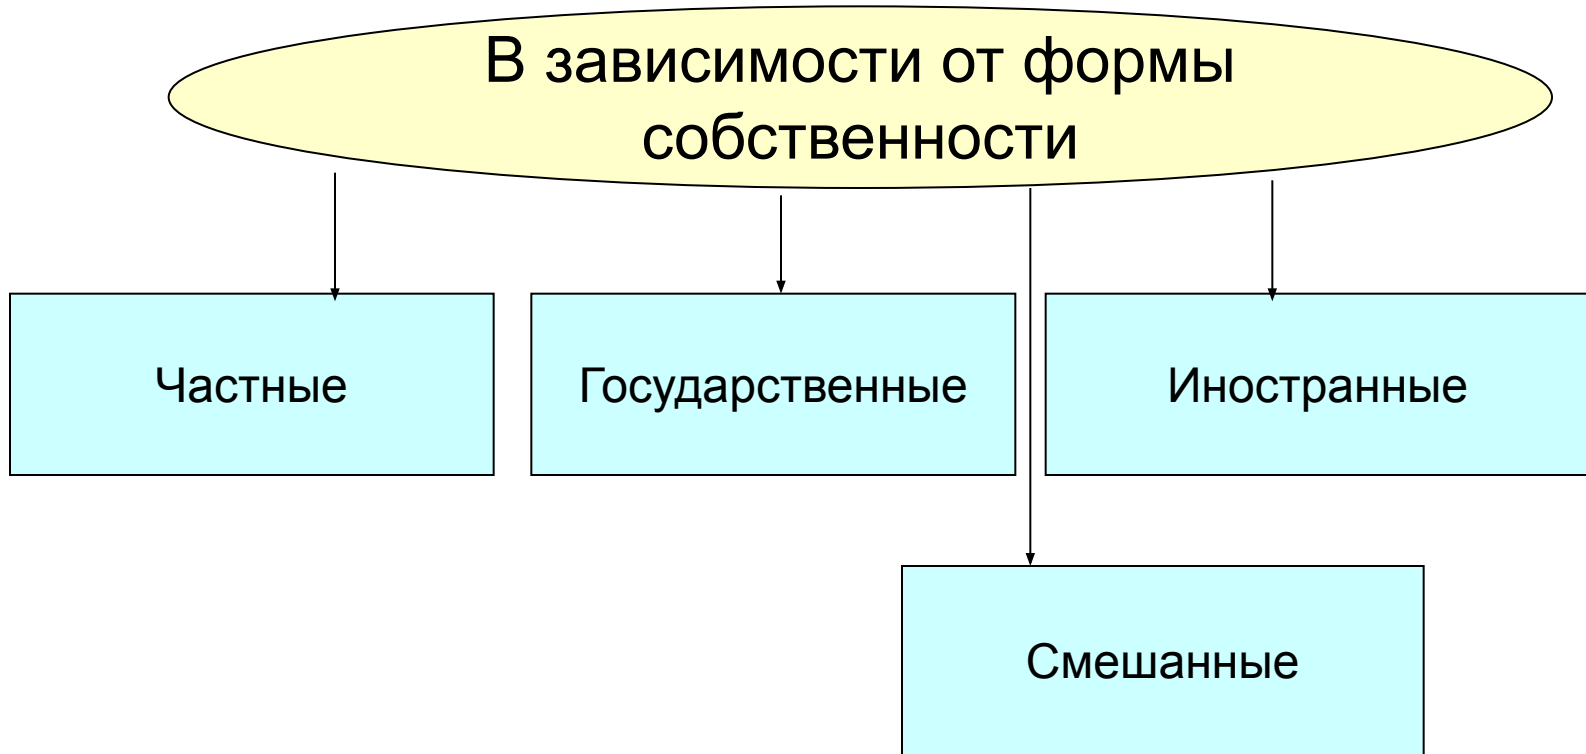 В зависимости от формы
собственности
Частные
Государственные
Иностранные
Смешанные